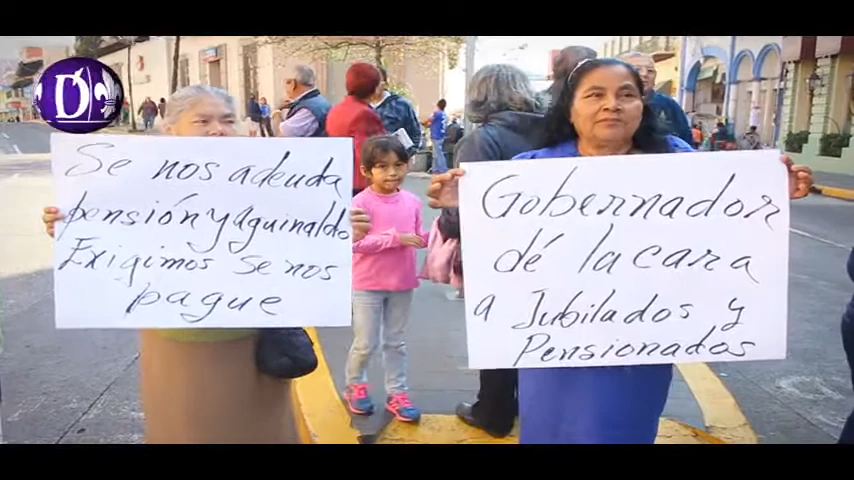 D
Se nos adeuda
pensión y aguinaldo
Exigimos se nos
pague
Gobernador
dé la cara
a Jubilados y
Pensionados